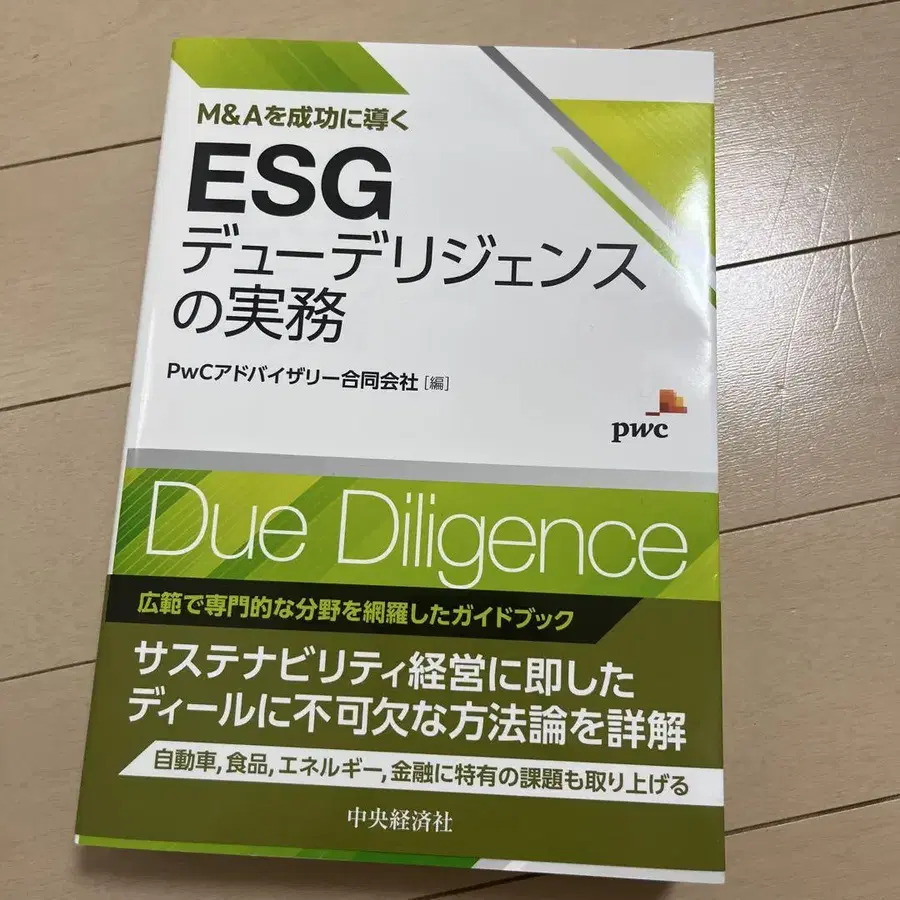 M&Aを成功に導く
ESG
デューデリジェンス
の実務
PwCアドバイザリー合同会社［編］
pwc
Due Diligence
広範で専門的な分野を網羅したガイドブック
サステナビリティ経営に即した
ディールに不可欠な方法論を詳解
自動車,食品,エネルギー,金融に特有の課題も取り上げる
中央経済社